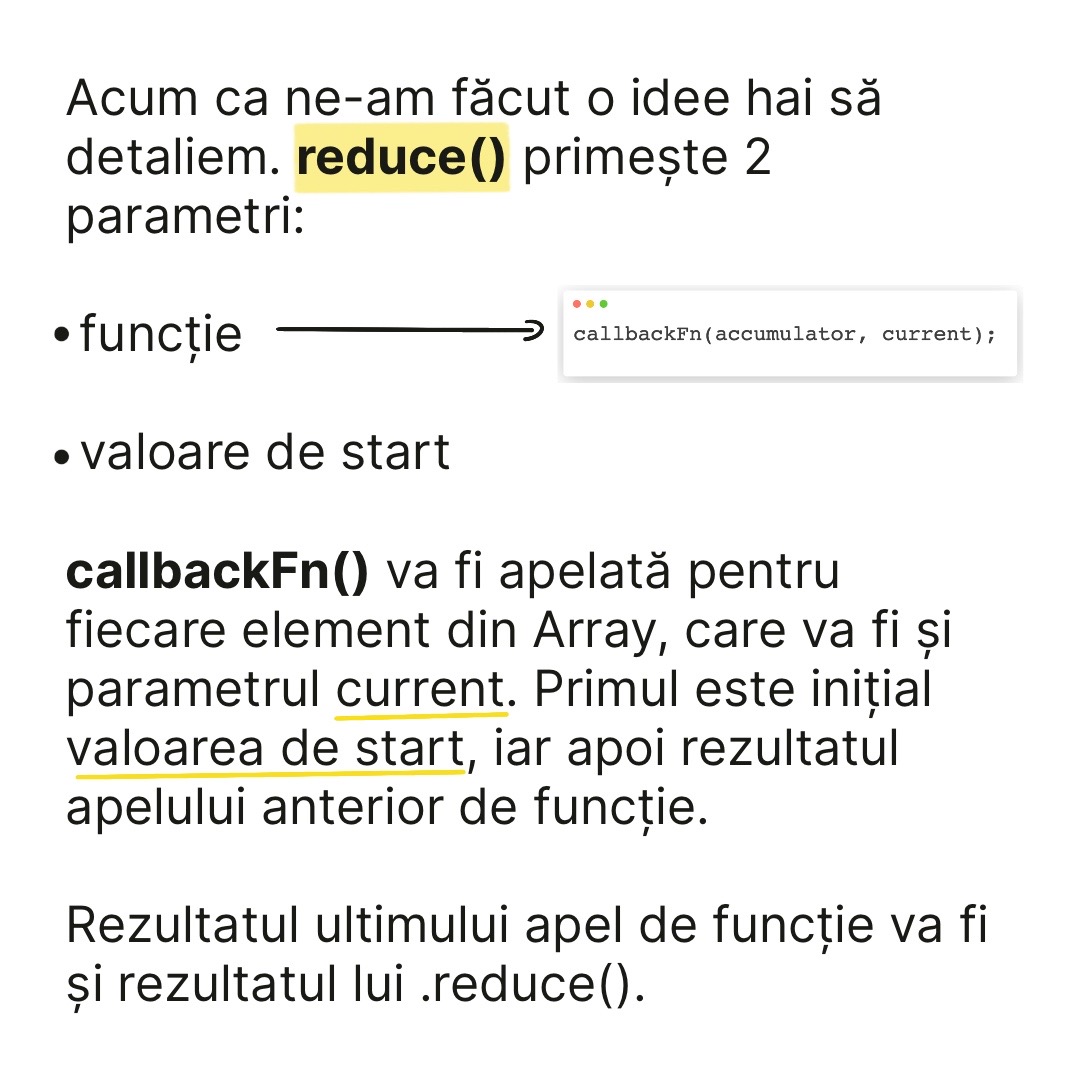 Acum ca ne-am făcut o idee hai să
detaliem. reduce() primește 2
parametri:
•funcție
callbackFn(accumulator, current);
•valoare de start
callbackFn() va fi apelată pentru
fiecare element din Array, care va fi și
parametrul current. Primul este inițial
valoarea de start, iar apoi rezultatul
apelului anterior de funcție.
Rezultatul ultimului apel de funcție va fi
și rezultatul lui .reduce().